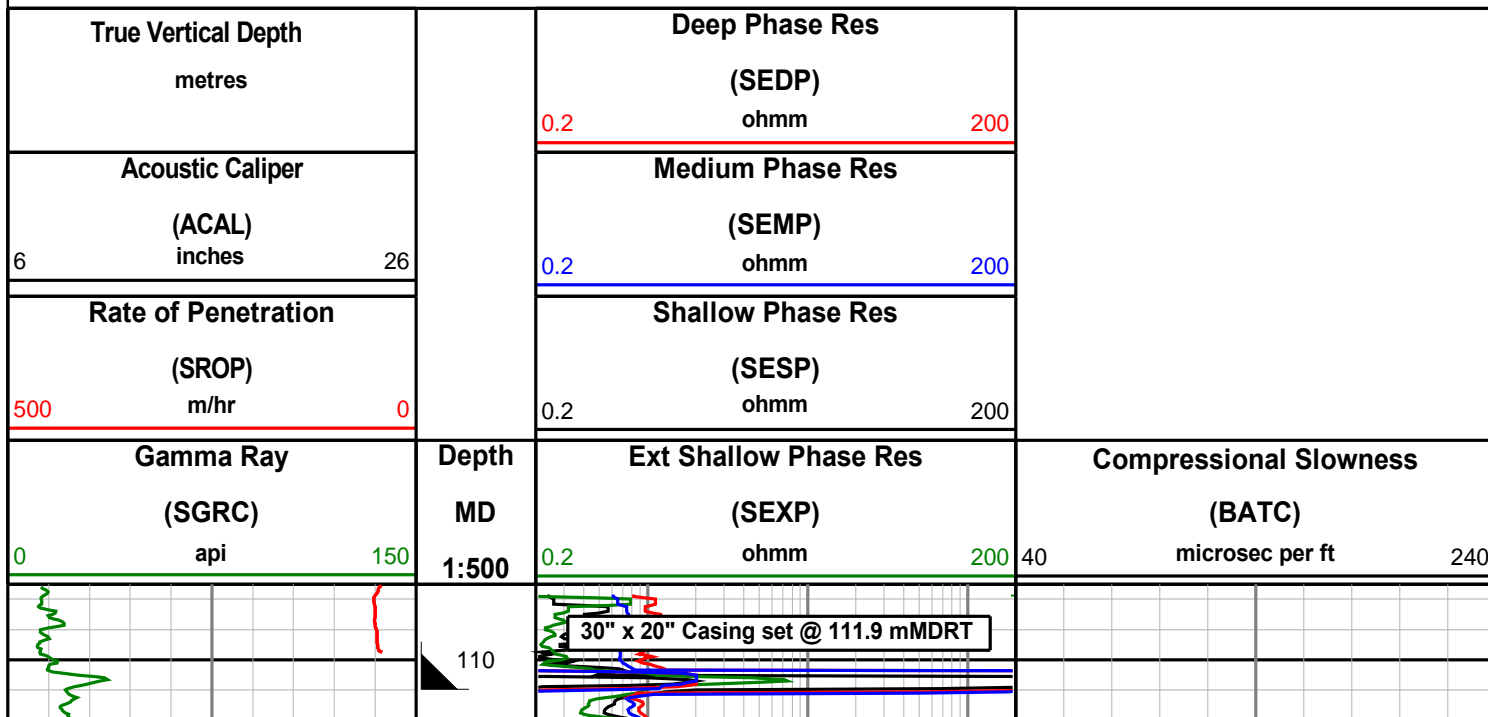 True Vertical Depth
metres
Acoustic Caliper
(ACAL)
inches
6 26
Rate of Penetration
(SROP)
m/hr
500 0
Gamma Ray
(SGRC)
api
0 150
Depth
MD
1:500
Deep Phase Res
(SEDP)
ohmm
0.2 200
Medium Phase Res
(SEMP)
ohmm
0.2 200
Shallow Phase Res
(SESP)
ohmm
0.2 200
Ext Shallow Phase Res
(SEXP)
ohmm
0.2 200
Compressional Slowness
(BATC)
microsec per ft
40 240
30" x 20" Casing set @ 111.9 mMDRT
110